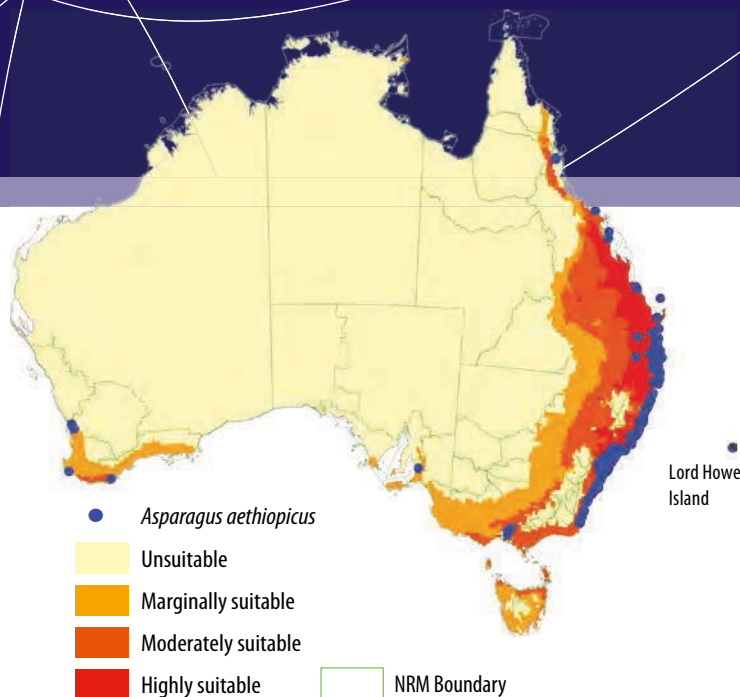 Lord Howe
Island
Asparagus aethiopicus
Unsuitable
Marginally suitable
Moderately suitable
Highly suitable
NRM Boundary